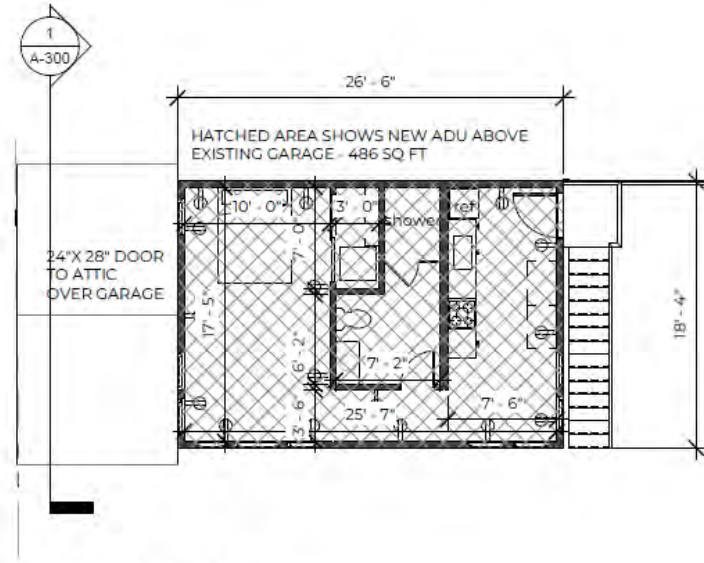 1
A-300
26' - 6"
HATCHED AREA SHOWS NEW ADU ABOVE
EXISTING GARAGE - 486 SQ FT
10' - 0"
3' - 0"
shower
ref
7' - 0"
24"X 28" DOOR
TO ATTIC
OVER GARAGE
17' - 5"
18' - 4"
6' - 2"
7' - 2"
3' - 6"
25' - 7"
7' - 6"